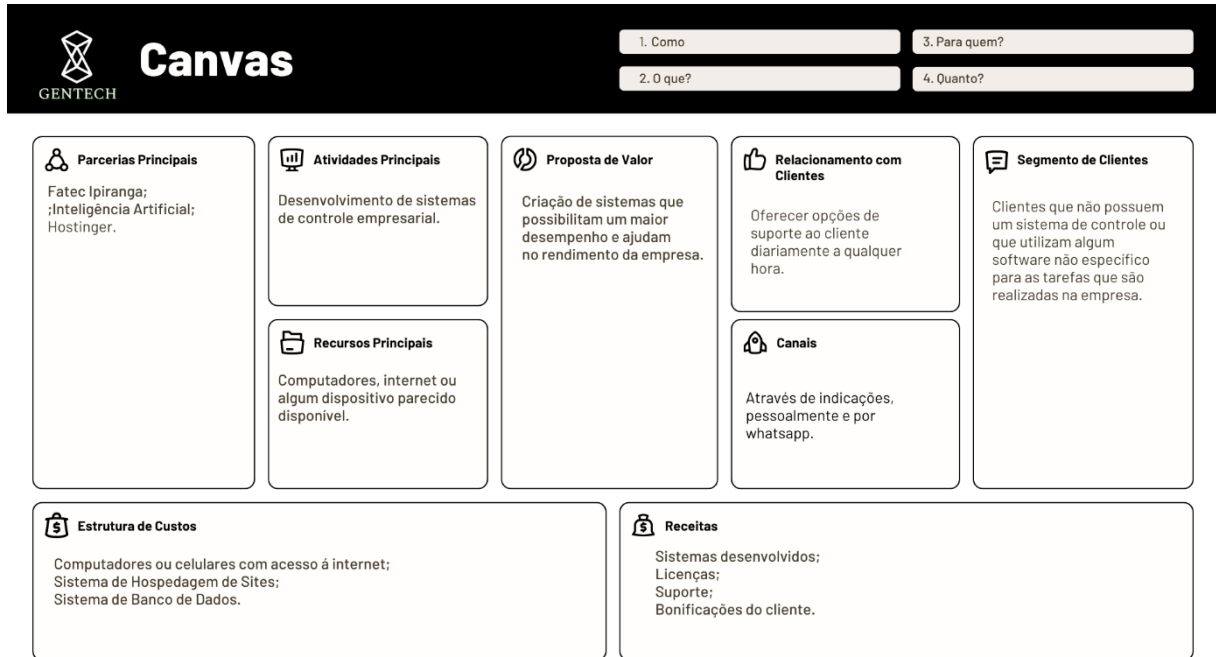 GENTECH
Canvas
1. Como
2. O que?
3. Para quem?
4. Quanto?
Parcerias Principais
Fatec Ipiranga;
;Inteligência Artificial;
Hostinger.
Atividades Principais
Desenvolvimento de sistemas
de controle empresarial.
Recursos Principais
Computadores, internet ou
algum dispositivo parecido
disponível.
Proposta de Valor
Criação de sistemas que
possibilitam um maior
desempenho e ajudam
no rendimento da empresa.
Relacionamento com
Clientes
Oferecer opções de
suporte ao cliente
diariamente a qualquer
hora.
Canais
Através de indicações,
pessoalmente e por
whatsapp.
Segmento de Clientes
Clientes que não possuem
um sistema de controle ou
que utilizam algum
software não específico
para as tarefas que são
realizadas na empresa.
Estrutura de Custos
Computadores ou celulares com acesso á internet;
Sistema de Hospedagem de Sites;
Sistema de Banco de Dados.
Receitas
Sistemas desenvolvidos;
Licenças;
Suporte;
Bonificações do cliente.